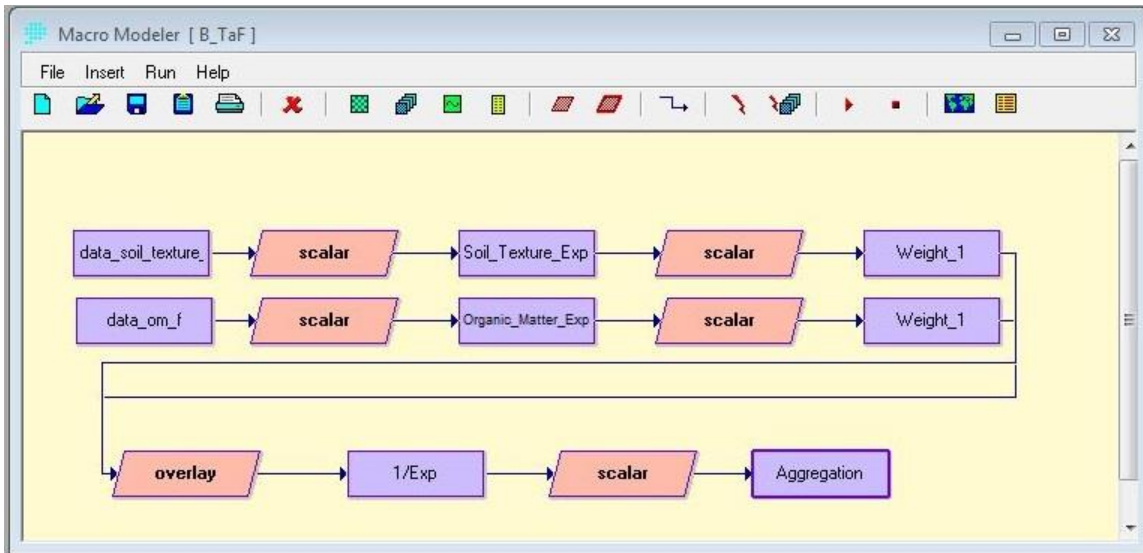 Macro Modeler [ B_TaF ]
File Insert Run Help
data_soil_texture_ scalar Soil_Texture_Exp scalar Weight_1
data_om_f scalar Organic_Matter_Exp scalar Weight_1
overlay 1/Exp scalar Aggregation